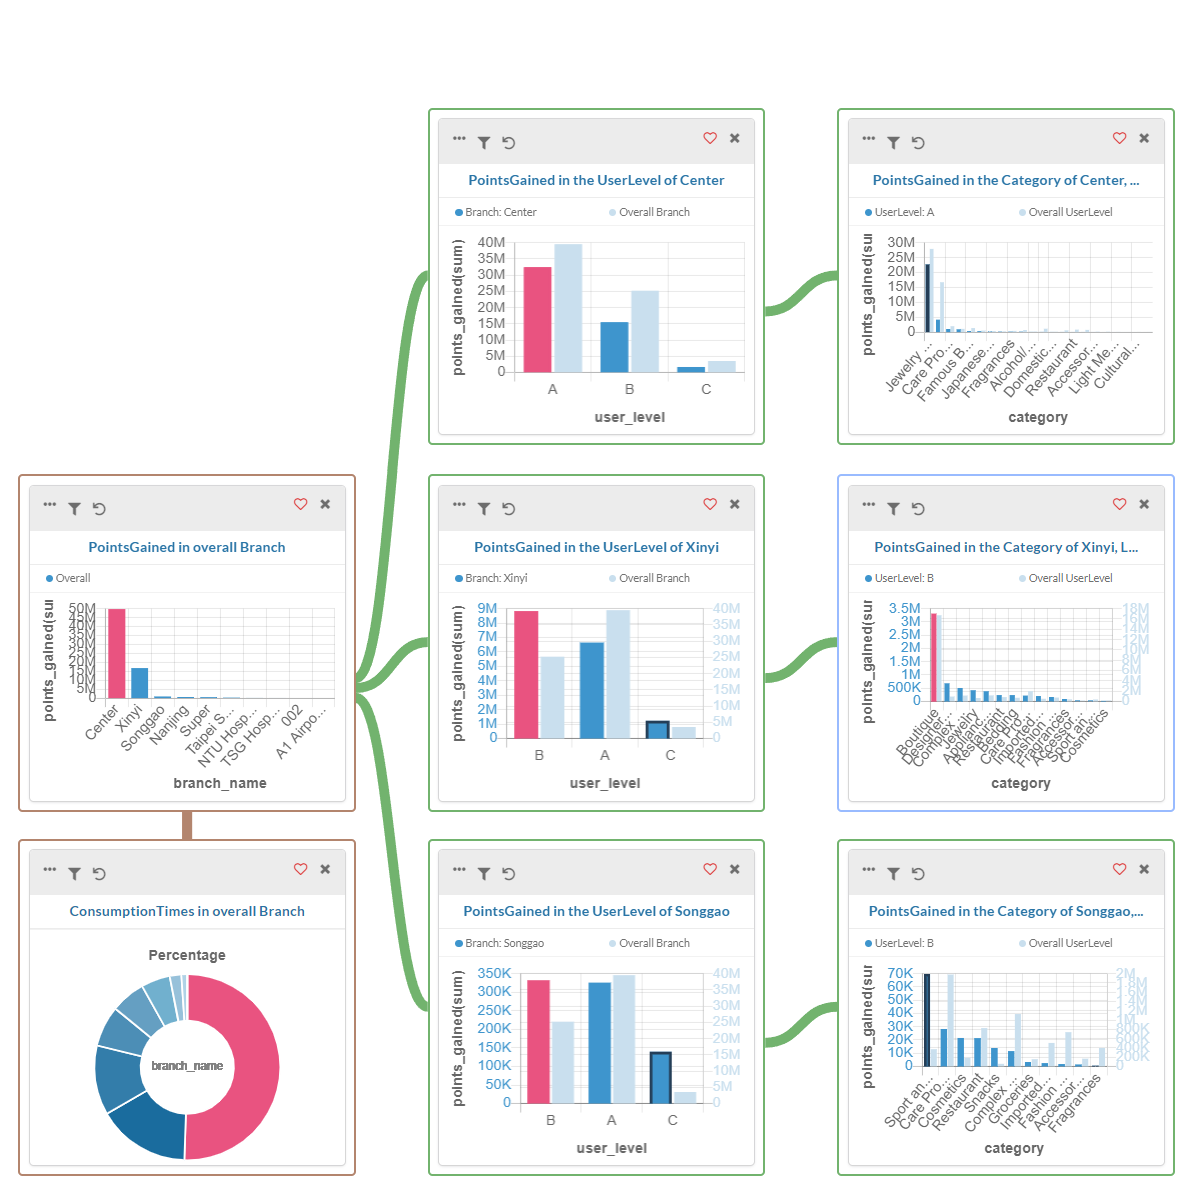 PointsGained in the UserLevel of Center
Branch: Center
Overall Branch
points_gained(sum)
40M
35M
30M
25M
20M
15M
10M
5M
0
A
B
C
user_level
PointsGained in the Category of Center, ...
UserLevel: A
Overall UserLevel
points_gained(sur
30M
25M
20M
15M
10M
5M
0
Jewelry ...
Care Pro...
Famous B...
Japanese...
Fragrances
Alcohol/...
Domestic...
Restaurant
Accessor...
Light Me...
Cultural...
category
PointsGained in overall Branch
Overall
points_gained(sur
50M
45M
40M
35M
30M
25M
20M
15M
10M
5M
0
Center
Xinyi
Songgao
Nanjing
Super
Taipei S...
NTU Hosp...
TSG Hosp...
002
A1 Airpo...
branch_name
PointsGained in the UserLevel of Xinyi
Branch: Xinyi
Overall Branch
points_gained(sum)
9M
8M
7M
6M
5M
4M
3M
2M
1M
0
40M
35M
30M
25M
20M
15M
10M
5M
0
B
A
C
user_level
PointsGained in the Category of Xinyi, L...
UserLevel: B
Overall UserLevel
points_gained(sur
3.5M
3M
2.5M
2M
1.5M
1M
500K
0
18M
16M
14M
12M
10M
8M
6M
4M
2M
0
Boutique
Designer...
Complex ...
Jewelry
Restaurant
Bedding
Care Pro...
Imported...
Fashion ...
Fragrances
Accessor...
Sport an...
Cosmetics
category
ConsumptionTimes in overall Branch
Percentage
branch_name
PointsGained in the UserLevel of Songgao
Branch: Songgao
Overall Branch
points_gained(sum)
350K
300K
250K
200K
150K
100K
50K
0
40M
35M
30M
25M
20M
15M
10M
5M
0
B
A
C
user_level
PointsGained in the Category of Songgao,...
UserLevel: B
Overall UserLevel
points_gained(sur
70K
60K
50K
40K
30K
20K
10K
0
2M
1.8M
1.6M
1.4M
1.2M
1M
800K
600K
400K
200K
0
Sport an...
Care Pro...
Cosmetics
Restaurant
Snacks
Complex ...
Groceries
Imported...
Fashion ...
Accessor...
Fragrances
category